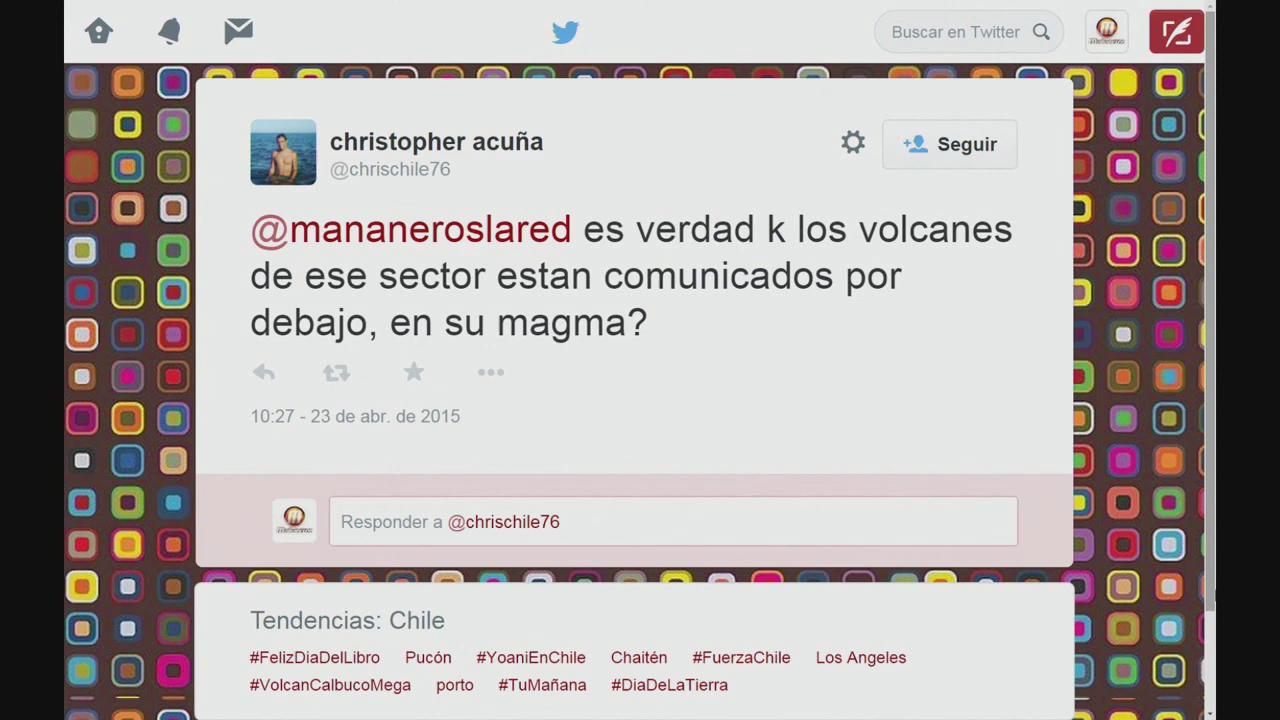 Buscar en Twitter
christopher acuña
@chrischile76
Seguir
@mananeroslared es verdad k los volcanes
de ese sector estan comunicados por
debajo, en su magma?
10:27 - 23 de abr. de 2015
Responder a @chrischile76
Tendencias: Chile
#FelizDiaDelLibro Pucón #YoaniEnChile Chaitén #FuerzaChile Los Angeles
#VolcanCalbucoMega porto #TuMañana #DiaDeLaTierra